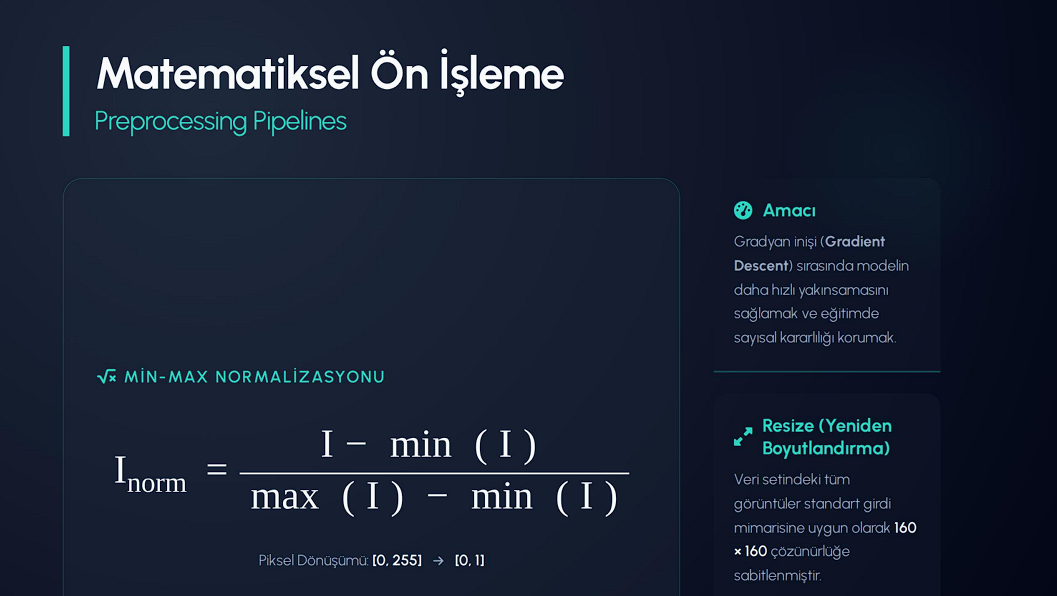 Matematiksel Ön İşleme
Preprocessing Pipelines
√x MİN-MAX NORMALİZASYONU
I − min ( I )
I_norm = ―――
max ( I ) − min ( I )
Piksel Dönüşümü: [0, 255] → [0, 1]
Amacı
Gradyan inişi (Gradient
Descent) sırasında modelin
daha hızlı yakınsamasını
sağlamak ve eğitimde
sayısal kararlılığı korumak.
Resize (Yeniden
Boyutlandırma)
Veri setindeki tüm
görüntüler standart girdi
mimarisine uygun olarak 160
× 160 çözünürlüğe
sabitlenmiştir.